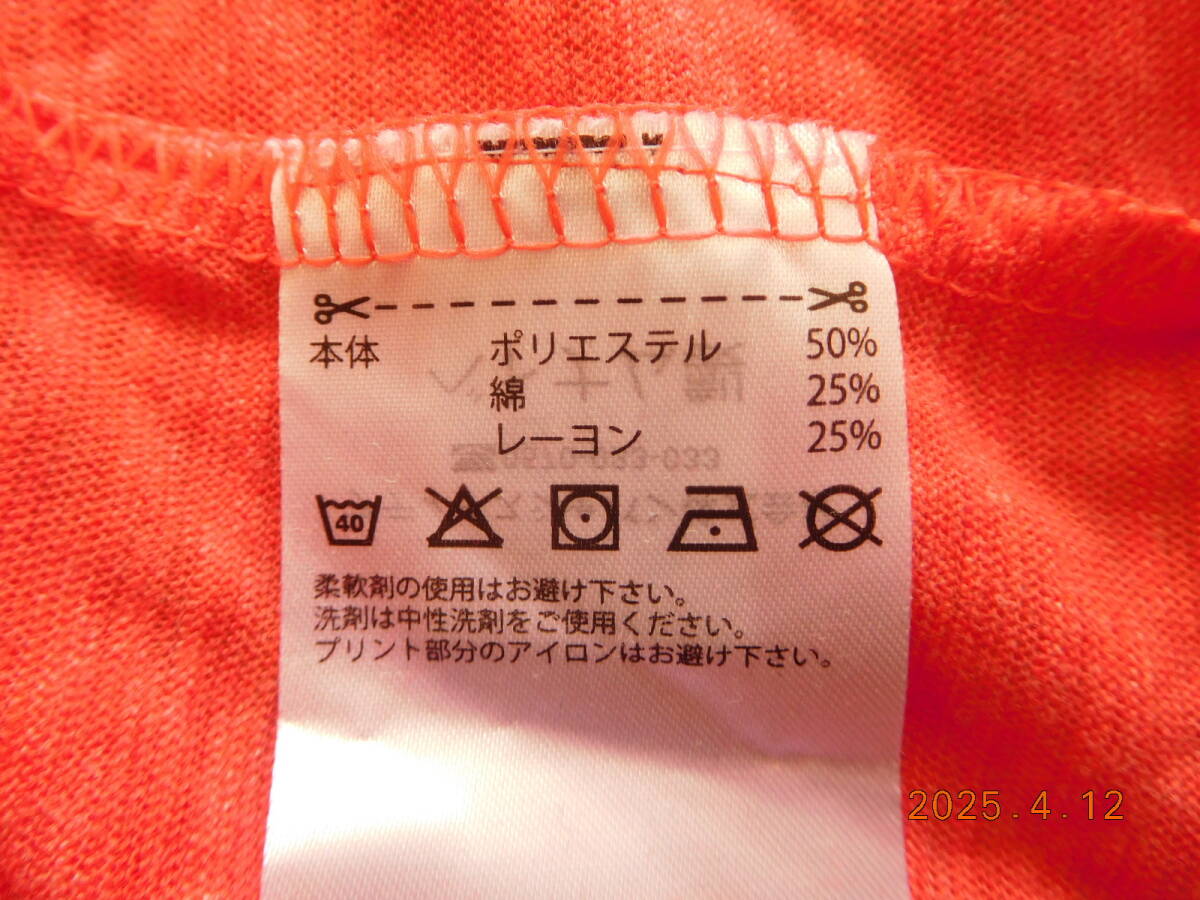 本体 ポリエステル 50%
綿 25%
レーヨン 25%
40
柔軟剤の使用はお避け下さい。
洗剤は中性洗剤をご使用ください。
プリント部分のアイロンはお避け下さい。
2025.4.12